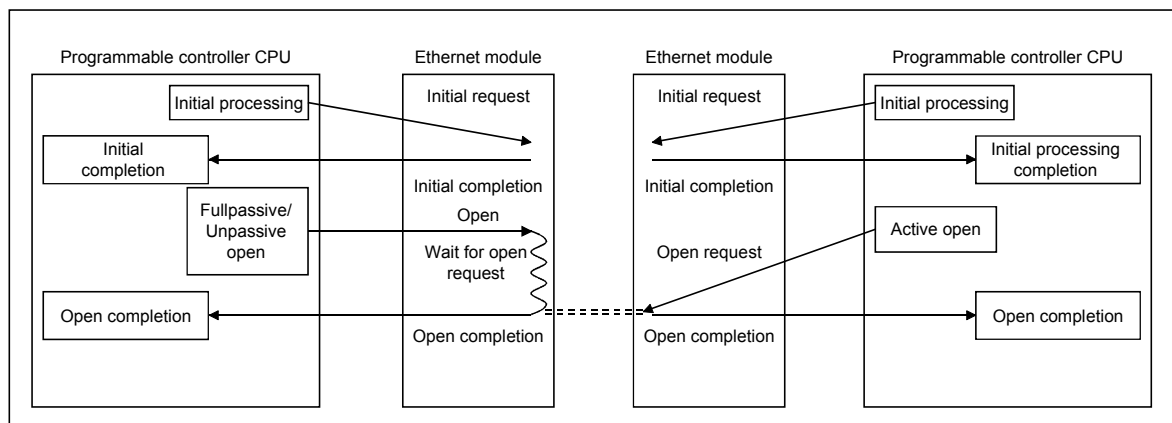 Programmable controller CPU
Ethernet module
Ethernet module
Programmable controller CPU
Initial processing
Initial request
Initial request
Initial processing
Initial
completion
Initial processing
completion
Initial completion
Initial completion
Fullpassive/
Unpassive
open
Open
Wait for open
request
Open request
Active open
Open completion
Open completion
Open completion
Open completion